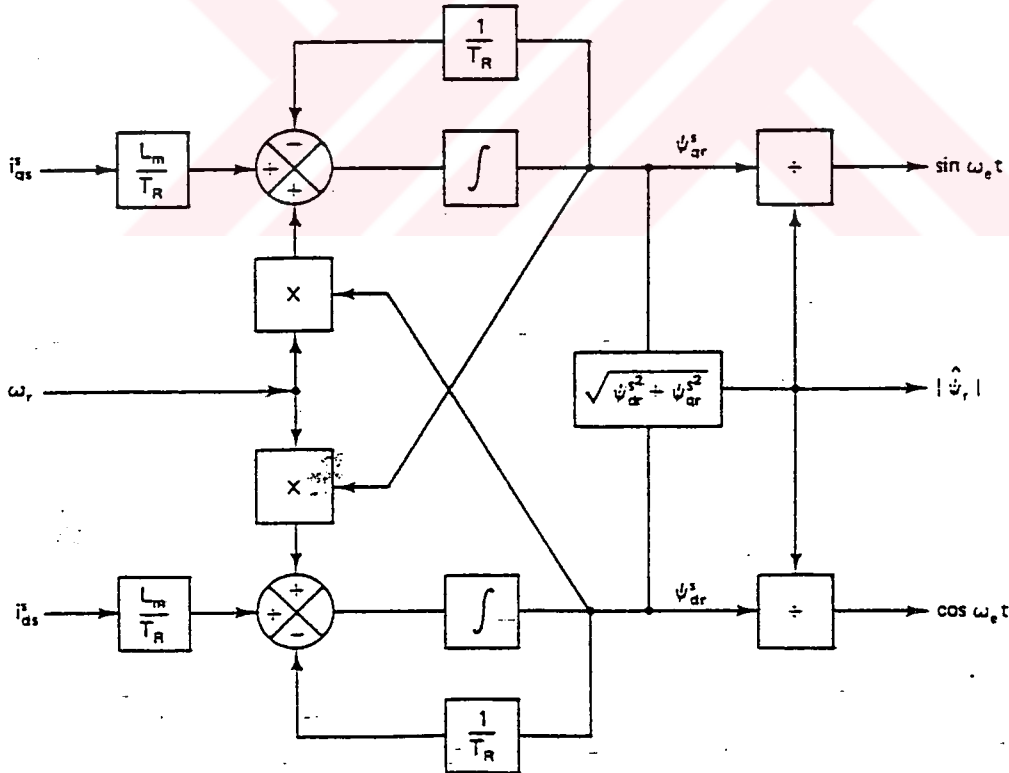 1
T_R
i^s_qs
L_m
T_R
−
÷
÷
∫
ψ^s_qr
÷
sin ω_e t
×
ω_r
√ψ^s2_dr ÷ ψ^s2_qr
| ψ̂_r |
×
i^s_ds
L_m
T_R
÷
÷
−
∫
ψ^s_dr
÷
cos ω_e t
1
T_R